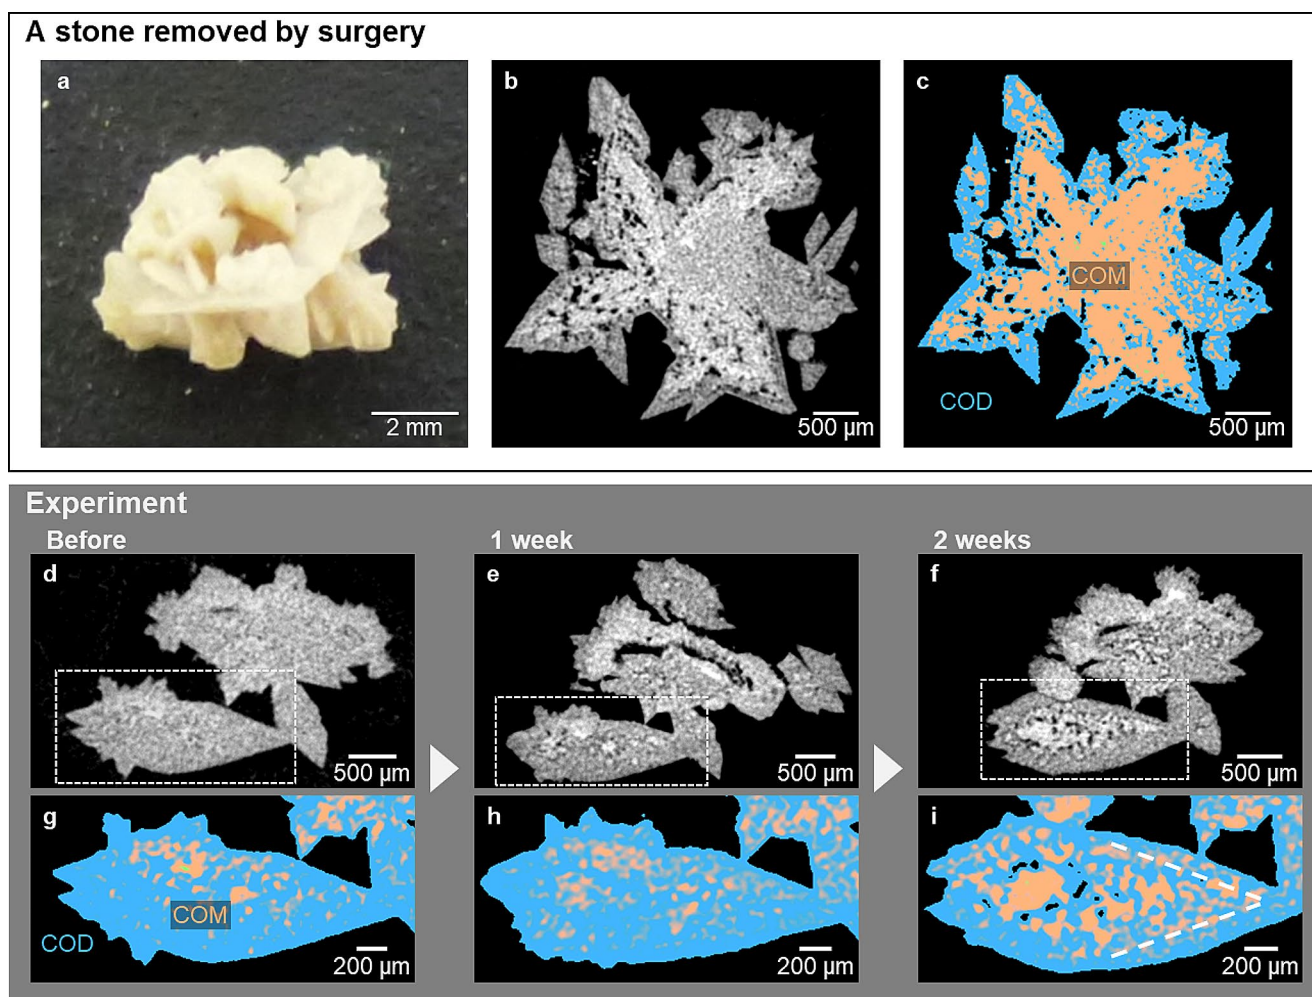 A stone removed by surgery
a
b
c
COM
COD
2 mm
500 µm
500 µm
Experiment
Before
1 week
2 weeks
d
e
f
500 µm
500 µm
500 µm
g
h
i
COM
COD
200 µm
200 µm
200 µm